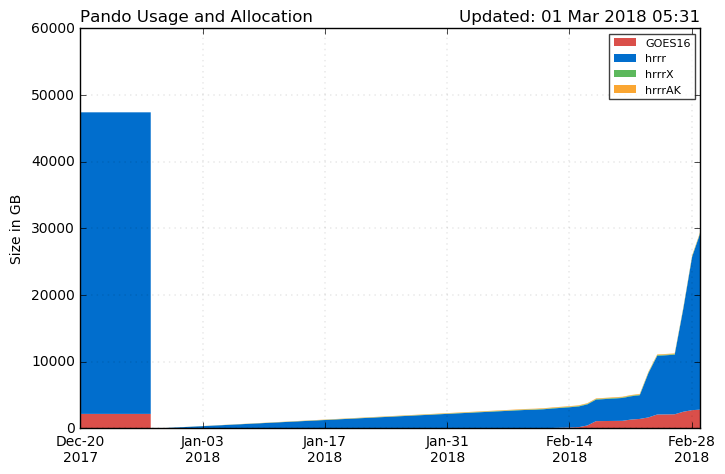 Pando Usage and Allocation Updated: 01 Mar 2018 05:31
60000
50000
40000
30000
20000
10000
0
Size in GB
GOES16
hrrr
hrrrX
hrrrAK
Dec-20 Jan-03 Jan-17 Jan-31 Feb-14 Feb-28
2017 2018 2018 2018 2018 2018